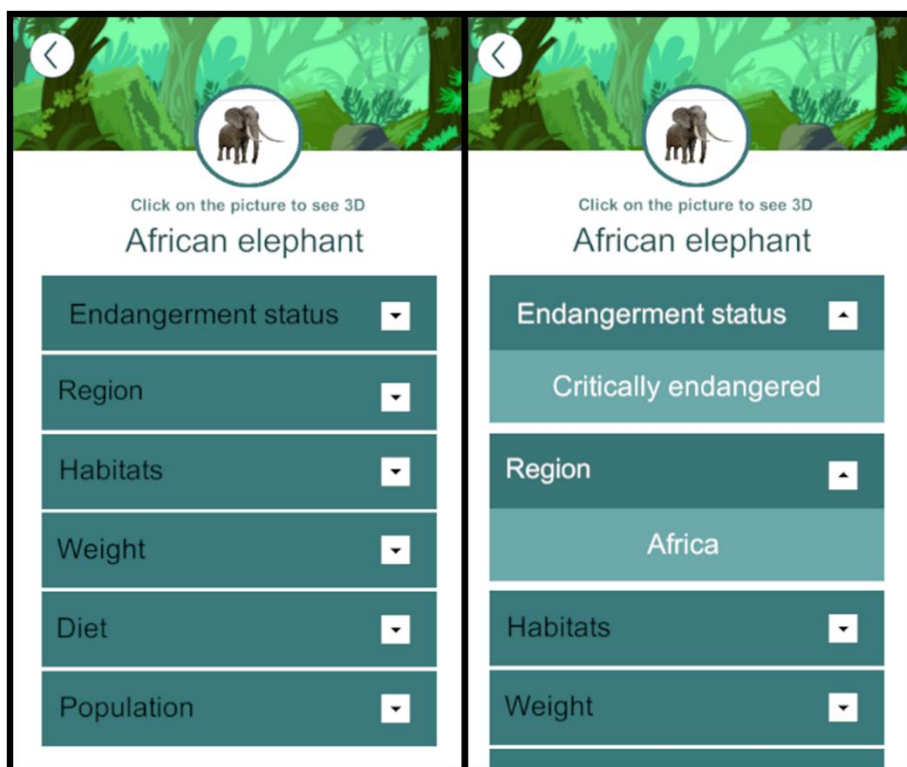 Click on the picture to see 3D
African elephant
Endangerment status
Region
Habitats
Weight
Diet
Population
Click on the picture to see 3D
African elephant
Endangerment status
Critically endangered
Region
Africa
Habitats
Weight